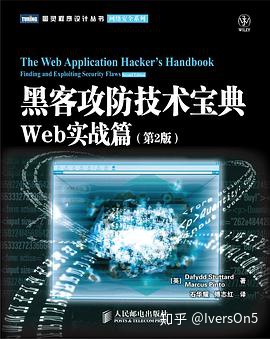 TURING 图灵程序设计丛书 网络安全系列
WILEY
The Web Application Hacker's Handbook
Finding and Exploiting Security Flaws Second Edition
黑客攻防技术宝典
Web实战篇（第2版）
[英] Dafydd Stuttard
Marcus Pinto 著
石华耀 傅志红 译
人民邮电出版社
POSTS & TELECOM PRESS
知乎 @IversOn5